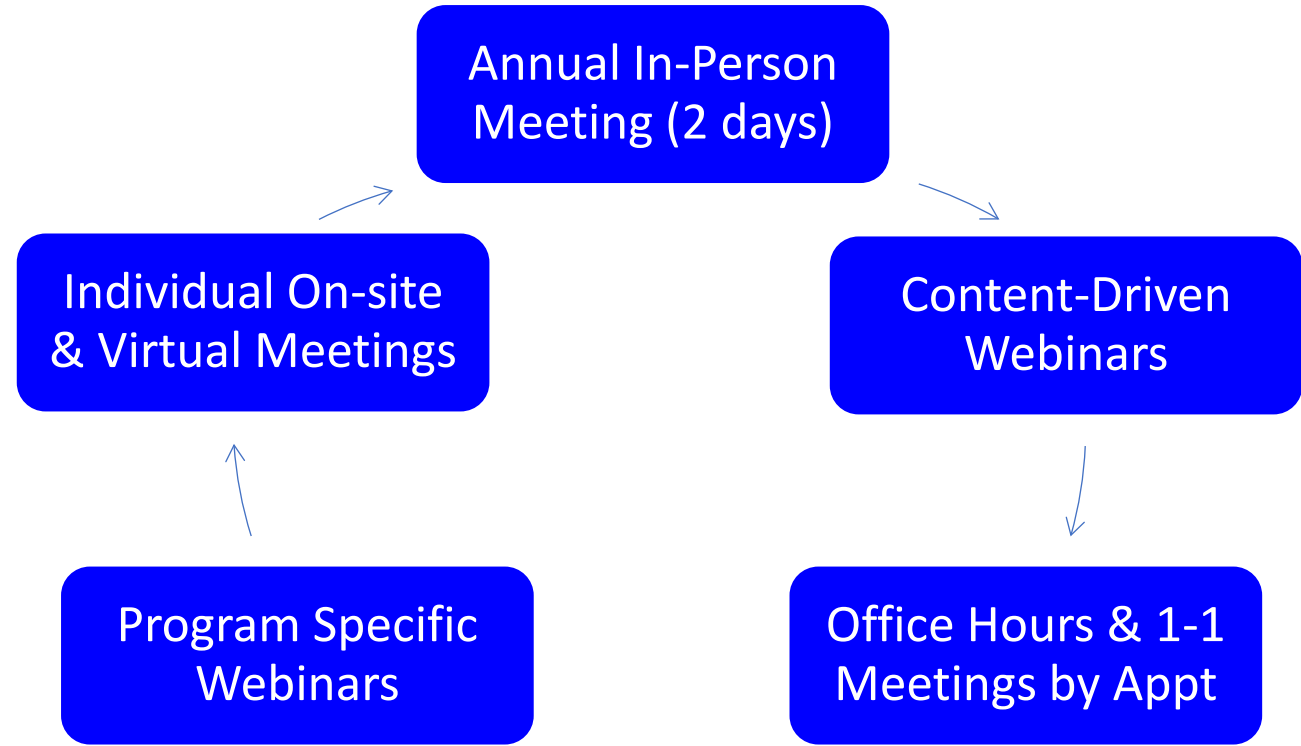 Annual In-Person
Meeting (2 days)
Individual On-site
& Virtual Meetings
Content-Driven
Webinars
Program Specific
Webinars
Office Hours & 1-1
Meetings by Appt